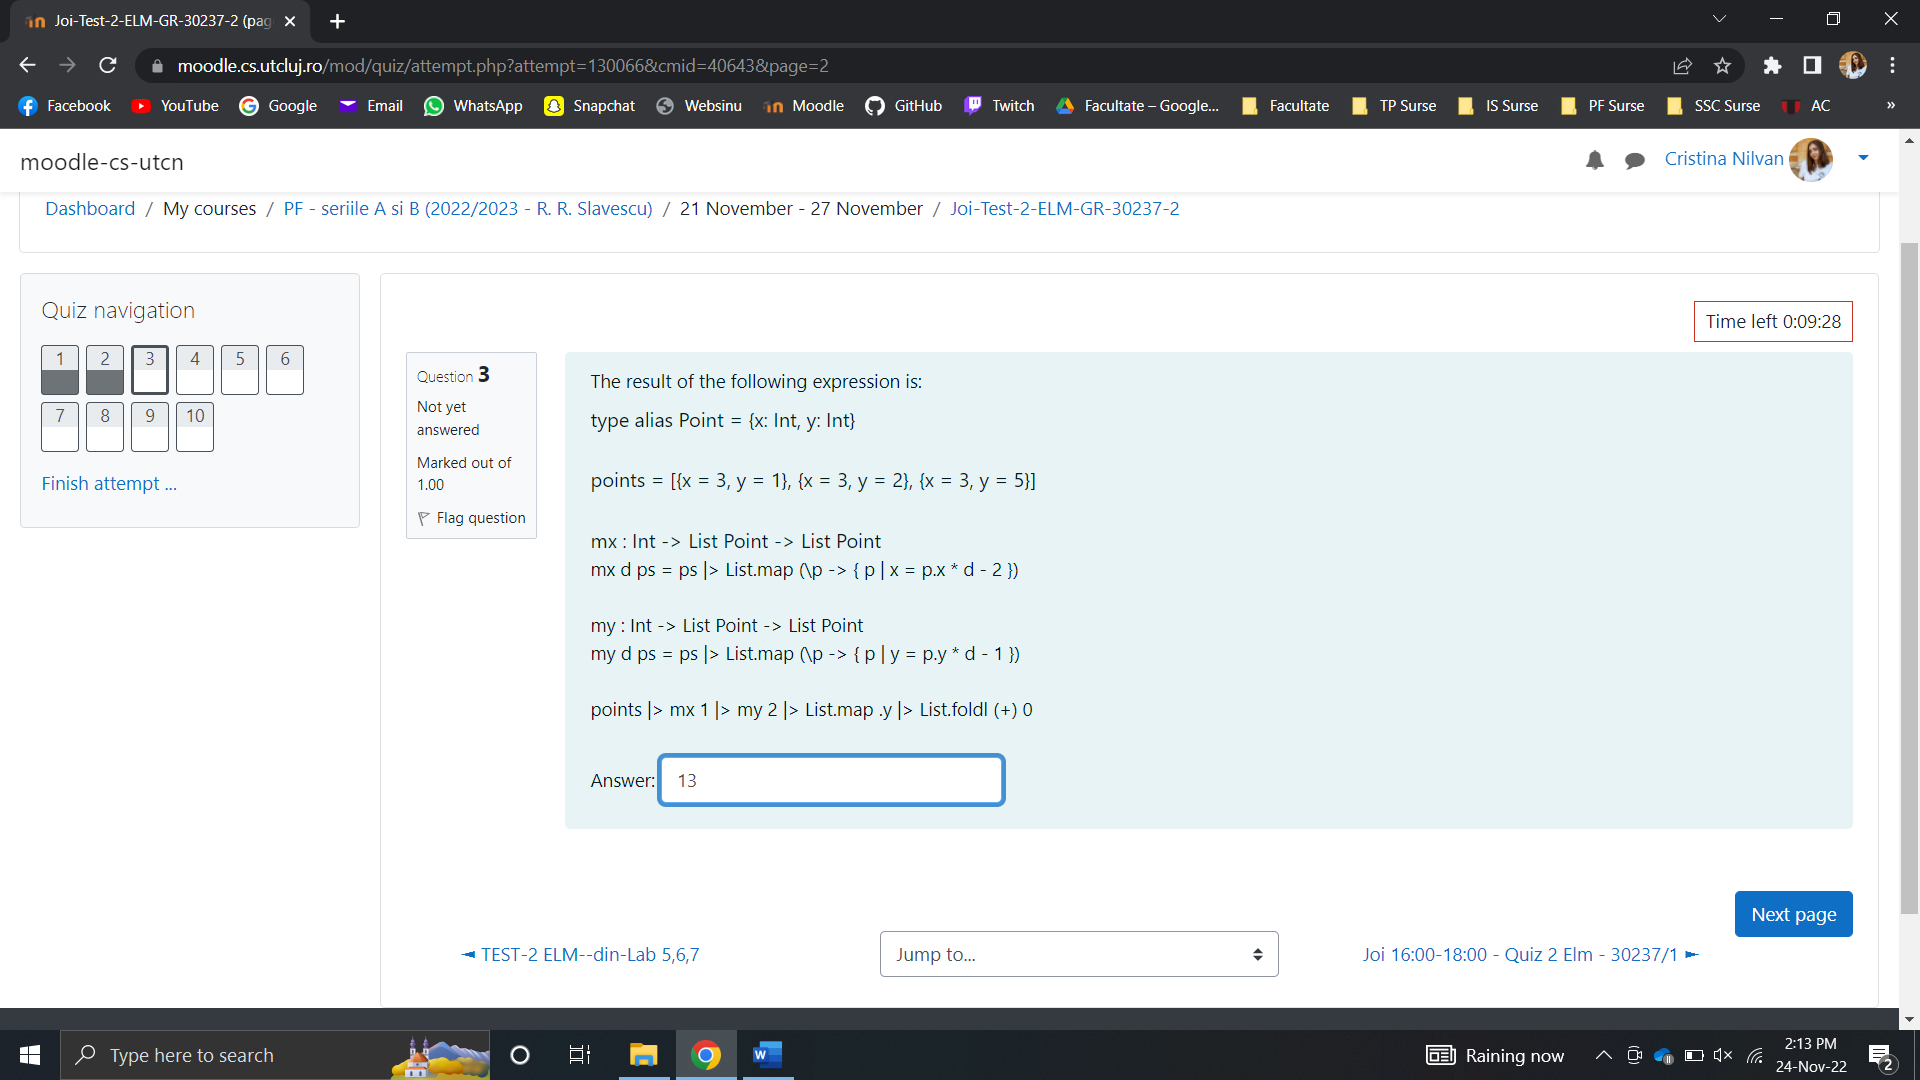 Joi-Test-2-ELM-GR-30237-2 (pag
moodle.cs.utcluj.ro/mod/quiz/attempt.php?attempt=130066&cmid=40643&page=2
Facebook YouTube Google Email WhatsApp Snapchat Websinu Moodle GitHub Twitch Facultate – Google... Facultate TP Surse IS Surse PF Surse SSC Surse AC »
moodle-cs-utcn
Cristina Nilvan
Dashboard / My courses / PF - seriile A si B (2022/2023 - R. R. Slavescu) / 21 November - 27 November / Joi-Test-2-ELM-GR-30237-2
Quiz navigation
1 2 3 4 5 6
7 8 9 10
Finish attempt ...
Time left 0:09:28
Question 3
Not yet
answered
Marked out of
1.00
Flag question
The result of the following expression is:
type alias Point = {x: Int, y: Int}
points = [{x = 3, y = 1}, {x = 3, y = 2}, {x = 3, y = 5}]
mx : Int -> List Point -> List Point
mx d ps = ps |> List.map (\p -> { p | x = p.x * d - 2 })
my : Int -> List Point -> List Point
my d ps = ps |> List.map (\p -> { p | y = p.y * d - 1 })
points |> mx 1 |> my 2 |> List.map .y |> List.foldl (+) 0
Answer: 13
Next page
◄ TEST-2 ELM--din-Lab 5,6,7
Jump to...
Joi 16:00-18:00 - Quiz 2 Elm - 30237/1 ►
Type here to search
W
Raining now
2:13 PM
24-Nov-22
2